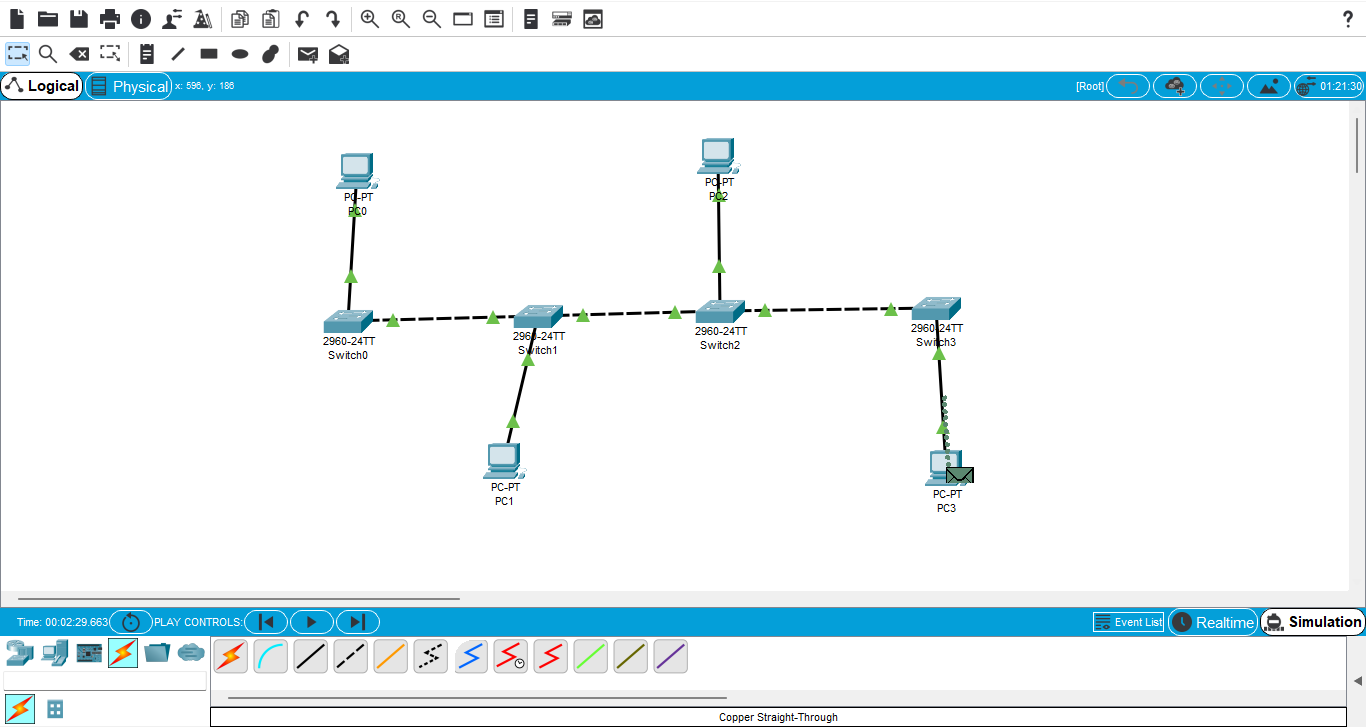 ?
Logical
Physical
x: 596, y: 186
[Root]
01:21:30
PC-PT
PC0
PC-PT
PC2
2960-24TT
Switch0
2960-24TT
Switch1
2960-24TT
Switch2
2960-24TT
Switch3
PC-PT
PC1
PC-PT
PC3
Time: 00:02:29.663
PLAY CONTROLS:
Event List
Realtime
Simulation
Copper Straight-Through